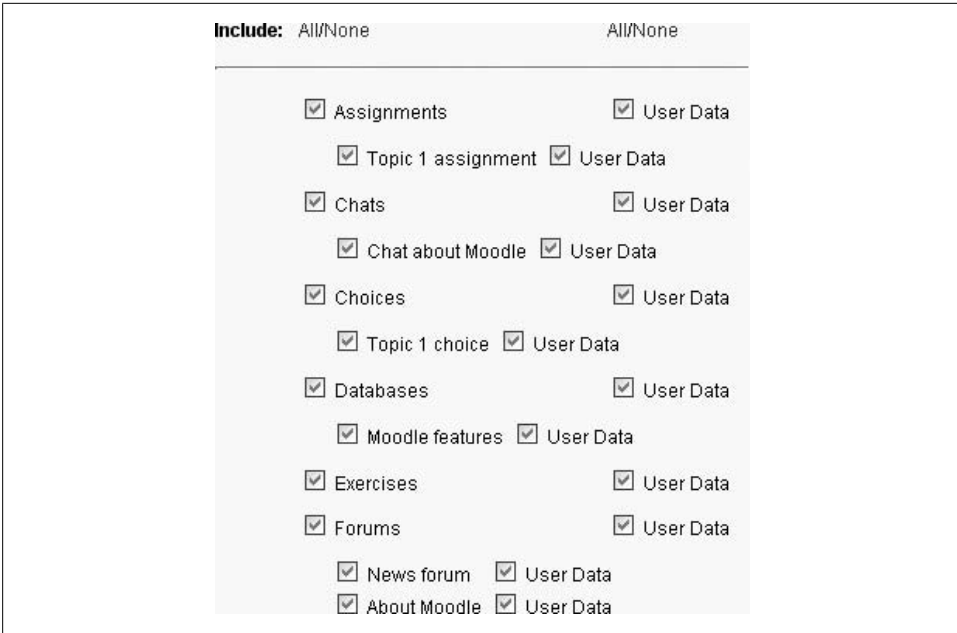 Include: All/None All/None
Assignments User Data
Topic 1 assignment User Data
Chats User Data
Chat about Moodle User Data
Choices User Data
Topic 1 choice User Data
Databases User Data
Moodle features User Data
Exercises User Data
Forums User Data
News forum User Data
About Moodle User Data